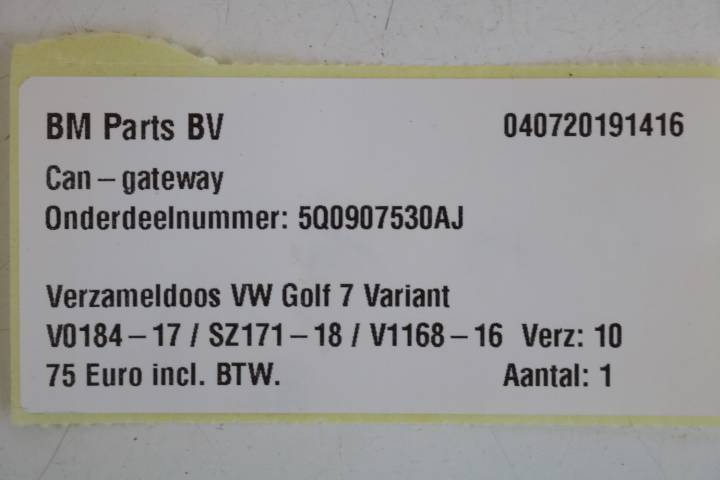 BM Parts BV 040720191416
Can – gateway
Onderdeelnummer: 5Q0907530AJ
Verzameldoos VW Golf 7 Variant
V0184 – 17 / SZ171 – 18 / V1168 – 16 Verz: 10
75 Euro incl. BTW. Aantal: 1